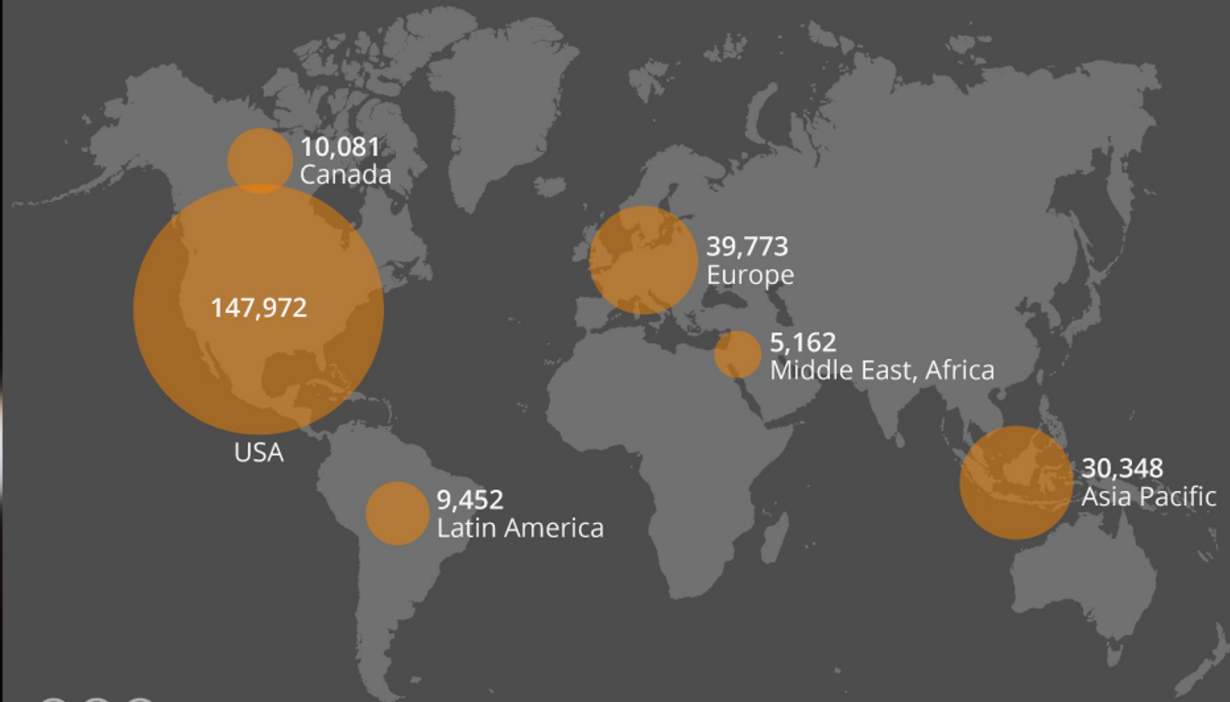 10,081
Canada
147,972
USA
39,773
Europe
5,162
Middle East, Africa
9,452
Latin America
30,348
Asia Pacific